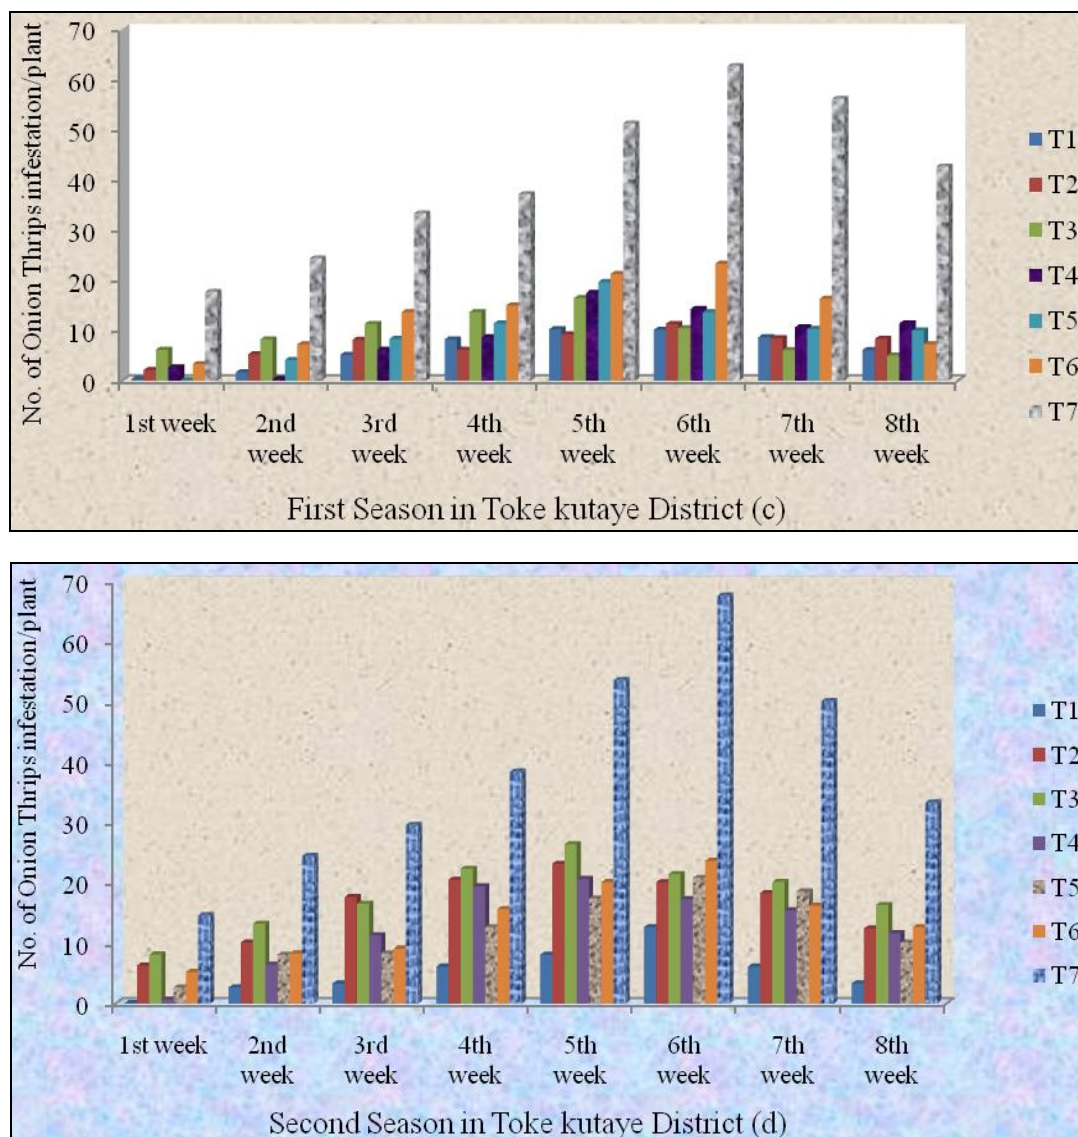 No. of Onion Thrips infestation/plant
70
60
50
40
30
20
10
0
1st week
2nd week
3rd week
4th week
5th week
6th week
7th week
8th week
First Season in Toke kutaye District (c)
T1
T2
T3
T4
T5
T6
T7
No. of Onion Thrips infestation/plant
70
60
50
40
30
20
10
0
1st week
2nd week
3rd week
4th week
5th week
6th week
7th week
8th week
Second Season in Toke kutaye District (d)
T1
T2
T3
T4
T5
T6
T7